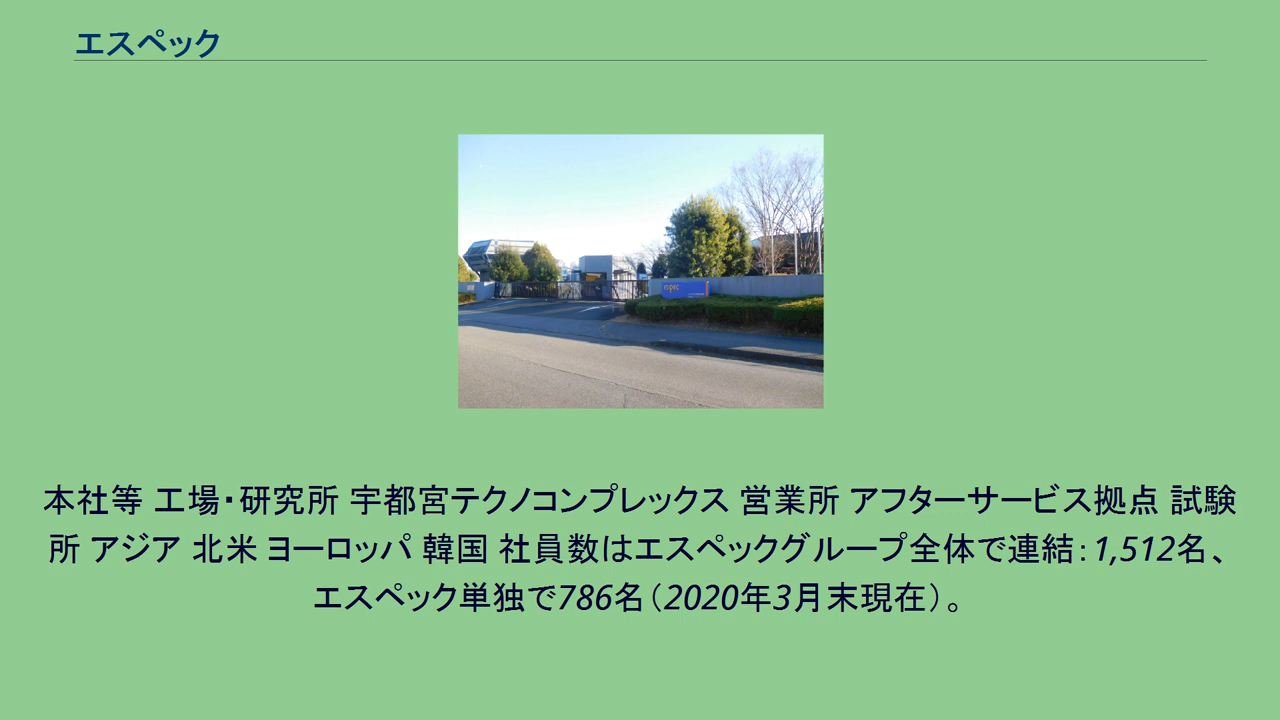 エスペック
espec
本社等 工場・研究所 宇都宮テクノコンプレックス 営業所 アフターサービス拠点 試験
所 アジア 北米 ヨーロッパ 韓国 社員数はエスペックグループ全体で連結：1,512名、
エスペック単独で786名（2020年3月末現在）。